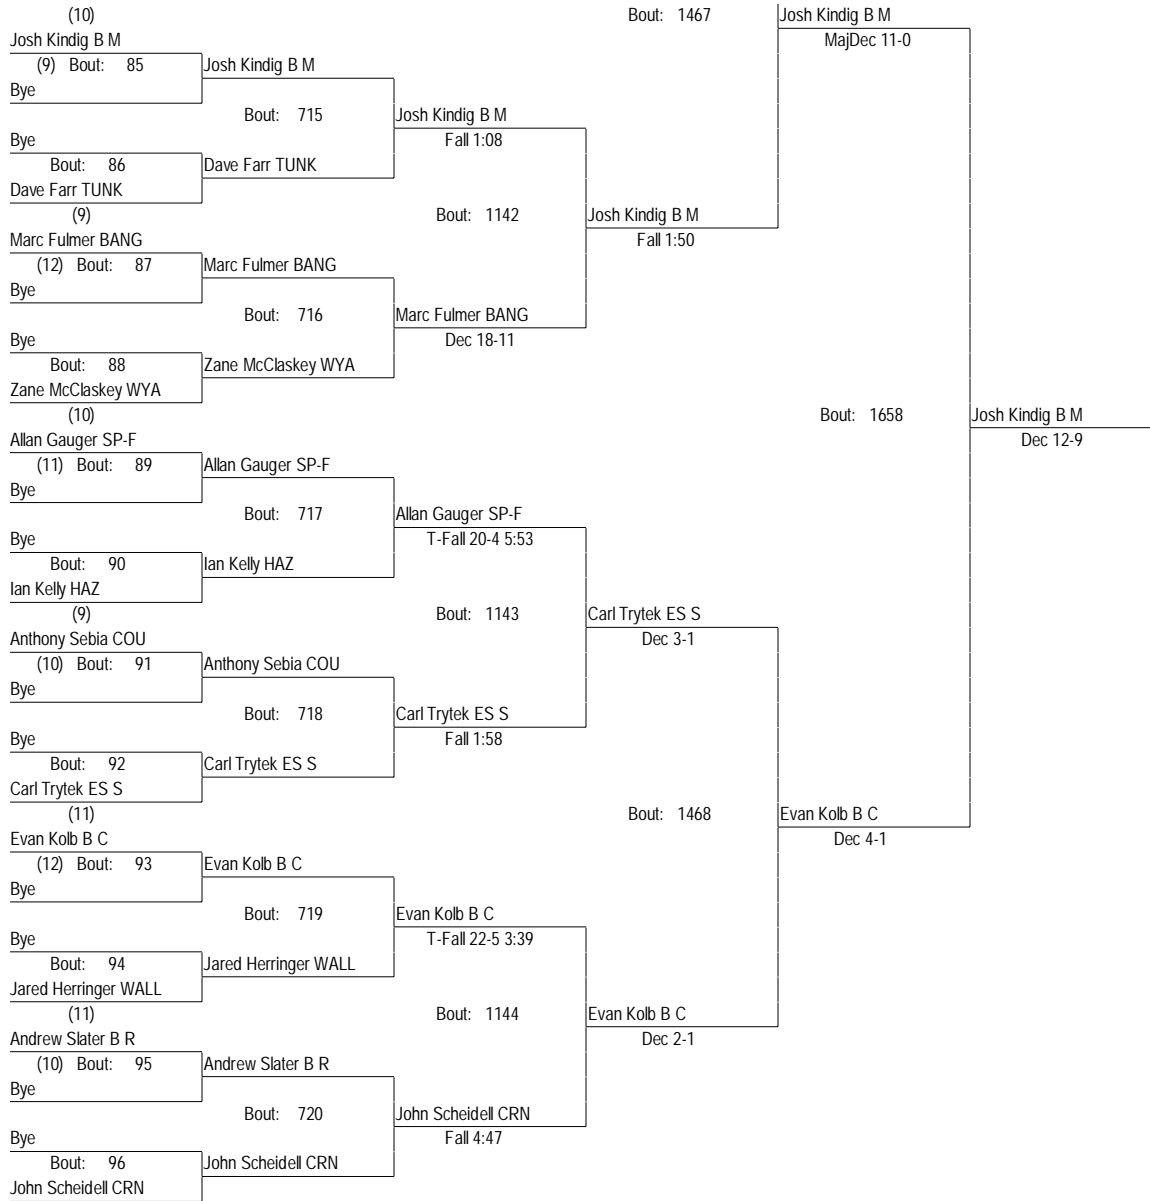 (10)
Bout: 1467
Josh Kindig B M
Josh Kindig B M
MajDec 11-0
(9) Bout: 85
Josh Kindig B M
Bye
Bout: 715
Josh Kindig B M
Bye
Fall 1:08
Bout: 86
Dave Farr TUNK
Dave Farr TUNK
(9)
Bout: 1142
Josh Kindig B M
Marc Fulmer BANG
Fall 1:50
(12) Bout: 87
Marc Fulmer BANG
Bye
Bout: 716
Marc Fulmer BANG
Bye
Dec 18-11
Bout: 88
Zane McClaskey WYA
Zane McClaskey WYA
(10)
Bout: 1658
Josh Kindig B M
Allan Gauger SP-F
Dec 12-9
(11) Bout: 89
Allan Gauger SP-F
Bye
Bout: 717
Allan Gauger SP-F
Bye
T-Fall 20-4 5:53
Bout: 90
Ian Kelly HAZ
Ian Kelly HAZ
(9)
Bout: 1143
Carl Trytek ES S
Anthony Sebia COU
Dec 3-1
(10) Bout: 91
Anthony Sebia COU
Bye
Bout: 718
Carl Trytek ES S
Bye
Fall 1:58
Bout: 92
Carl Trytek ES S
Carl Trytek ES S
(11)
Bout: 1468
Evan Kolb B C
Evan Kolb B C
Dec 4-1
(12) Bout: 93
Evan Kolb B C
Bye
Bout: 719
Evan Kolb B C
Bye
T-Fall 22-5 3:39
Bout: 94
Jared Herringer WALL
Jared Herringer WALL
(11)
Bout: 1144
Evan Kolb B C
Andrew Slater B R
Dec 2-1
(10) Bout: 95
Andrew Slater B R
Bye
Bout: 720
John Scheidell CRN
Bye
Fall 4:47
Bout: 96
John Scheidell CRN
John Scheidell CRN